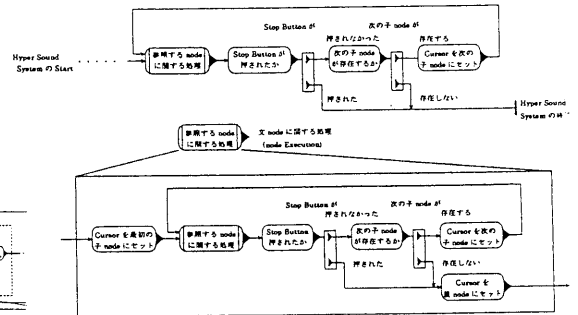 Stop Button が
押されなかった
次の子 node が
存在する
Hyper Sound
System の Start
参照する node
に関する処理
Stop Button が
押されたか
次の子 node
が存在するか
Cursor を次の
子 node にセット
押された
存在しない
Hyper Sound
System の
参照する node
に関する処理
文 node に関する処理
(node Execution)
Stop Button が
押されなかった
次の子 node が
存在する
Cursor を最初の
子 node にセット
参照する node
に関する処理
Stop Button
押されたか
次の子 node
が存在するか
Cursor を次の
子 node にセット
押された
存在しない
Cursor を
親 node にセット